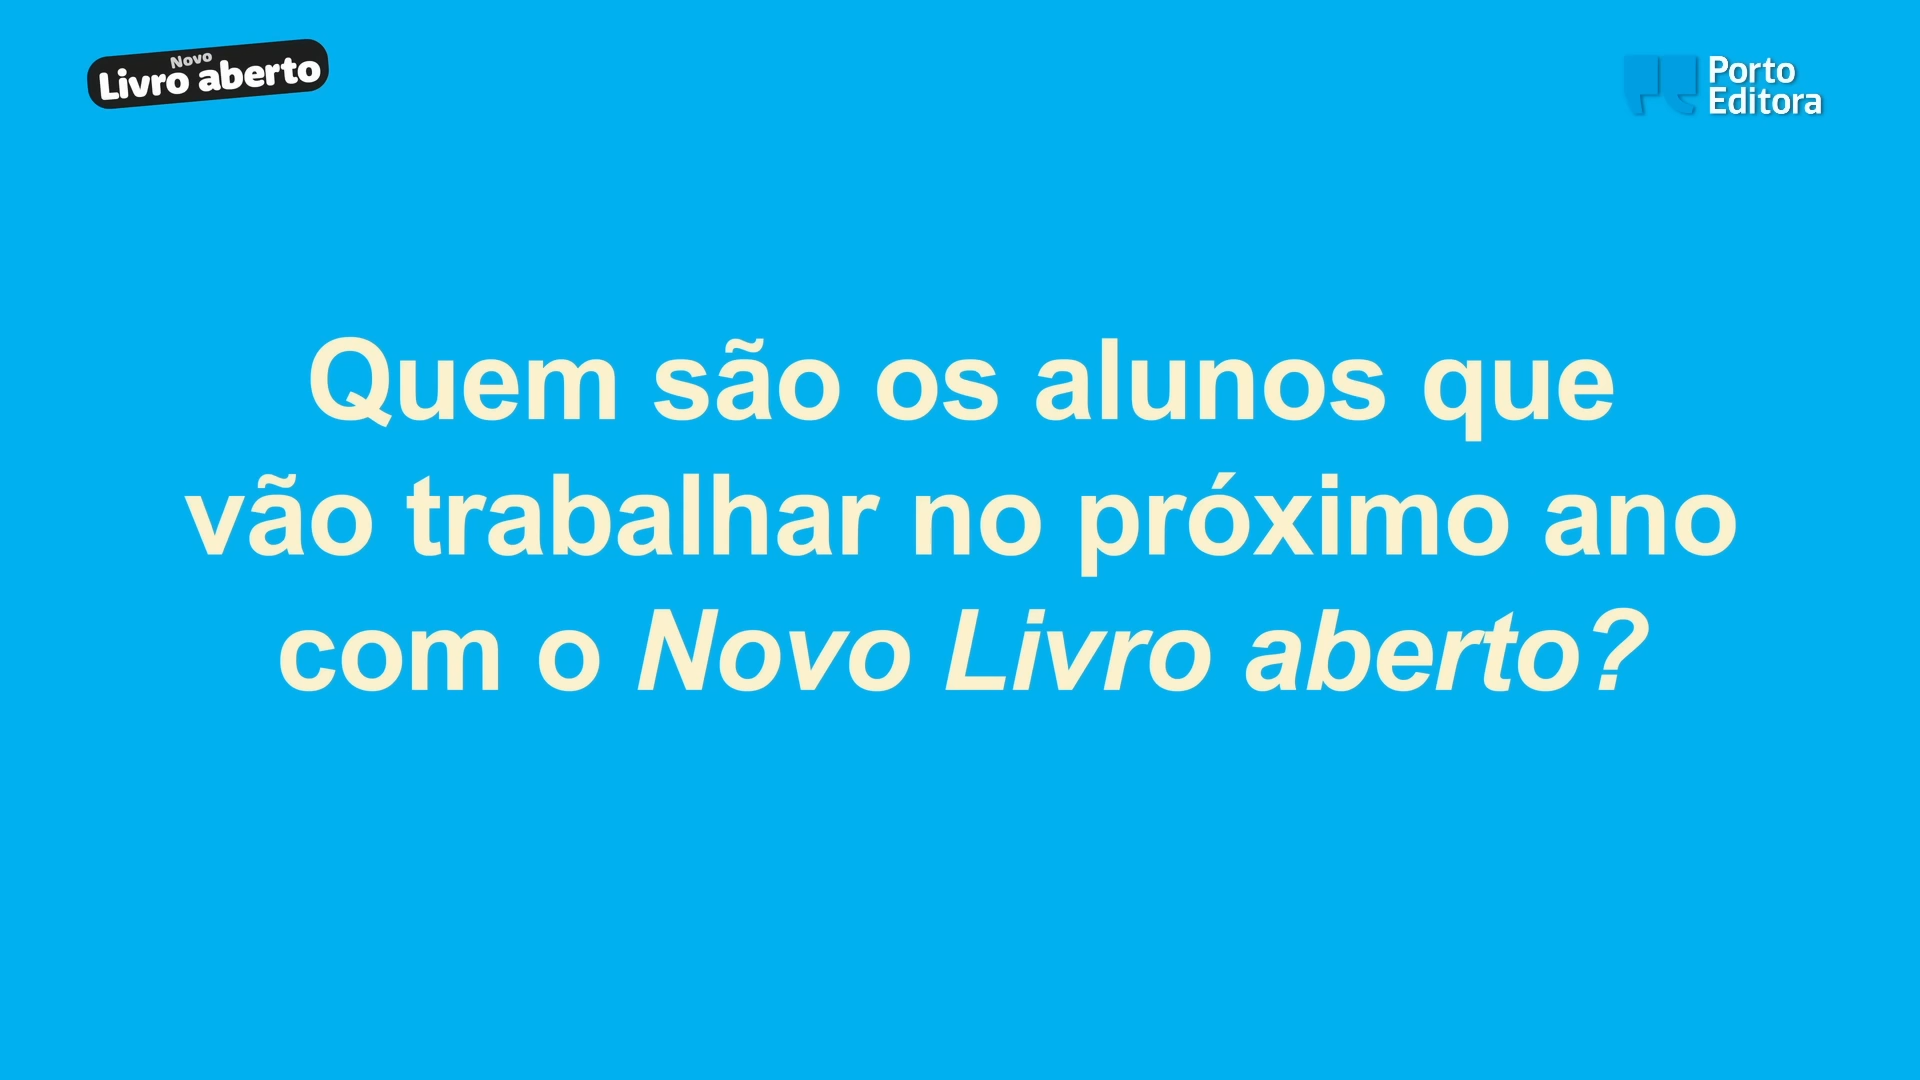 Novo
Livro aberto
Porto
Editora
Quem são os alunos que
vão trabalhar no próximo ano
com o Novo Livro aberto?